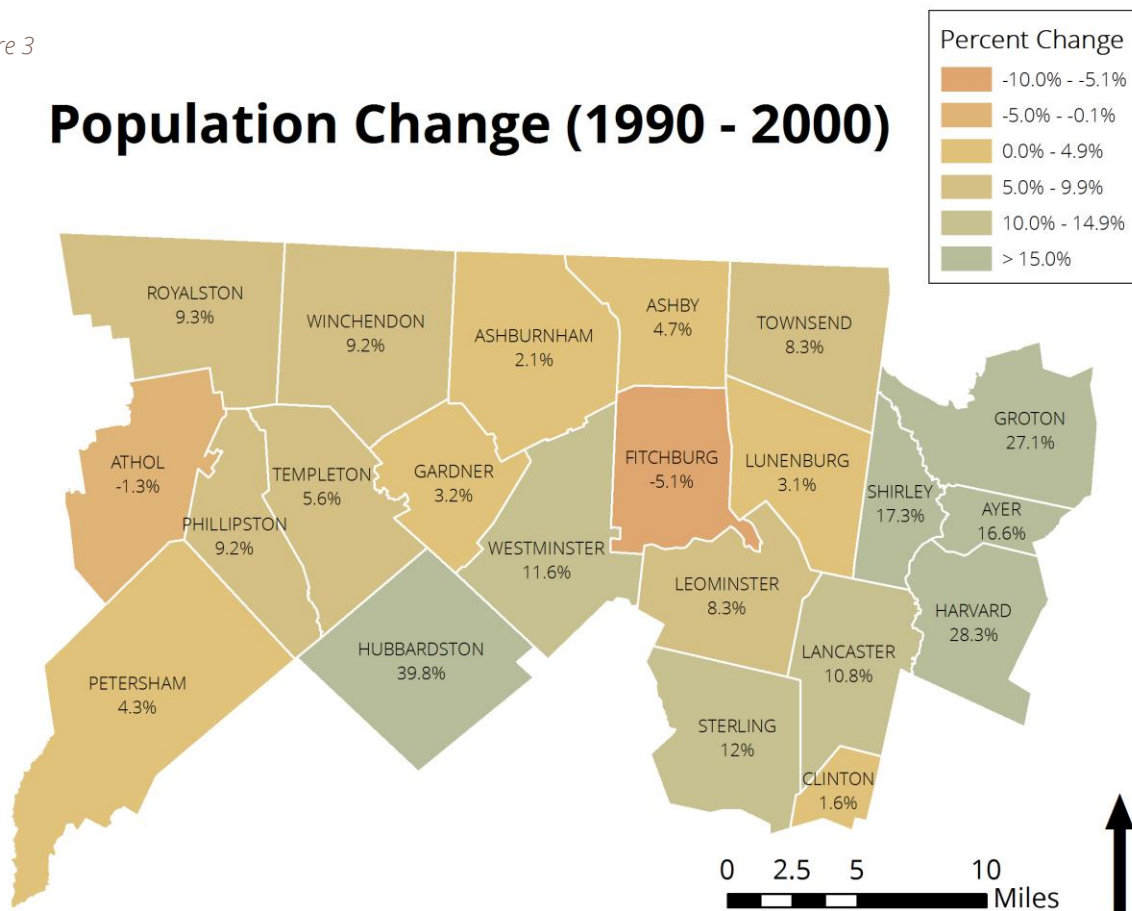 re 3
Population Change (1990 - 2000)
Percent Change
-10.0% - -5.1%
-5.0% - -0.1%
0.0% - 4.9%
5.0% - 9.9%
10.0% - 14.9%
> 15.0%
ROYALSTON
9.3%
WINCHENDON
9.2%
ASHBURNHAM
2.1%
ASHBY
4.7%
TOWNSEND
8.3%
GROTON
27.1%
ATHOL
-1.3%
PHILLIPSTON
9.2%
TEMPLETON
5.6%
GARDNER
3.2%
WESTMINSTER
11.6%
FITCHBURG
-5.1%
LUNENBURG
3.1%
SHIRLEY
17.3%
AYER
16.6%
LEOMINSTER
8.3%
HARVARD
28.3%
HUBBARDSTON
39.8%
LANCASTER
10.8%
PETERSHAM
4.3%
STERLING
12%
CLINTON
1.6%
0 2.5 5 10
Miles